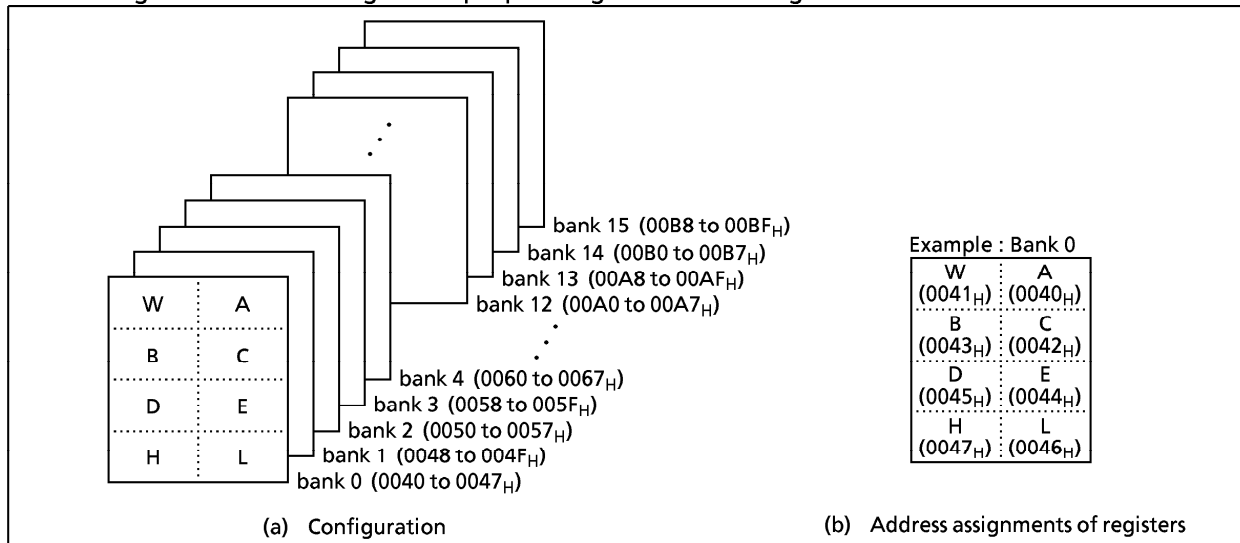 W A
B C
D E
H L
bank 15 (00B8 to 00BFH)
bank 14 (00B0 to 00B7H)
bank 13 (00A8 to 00AFH)
bank 12 (00A0 to 00A7H)
bank 4 (0060 to 0067H)
bank 3 (0058 to 005FH)
bank 2 (0050 to 0057H)
bank 1 (0048 to 004FH)
bank 0 (0040 to 0047H)
(a) Configuration
Example : Bank 0
W A
(0041H) (0040H)
B C
(0043H) (0042H)
D E
(0045H) (0044H)
H L
(0047H) (0046H)
(b) Address assignments of registers